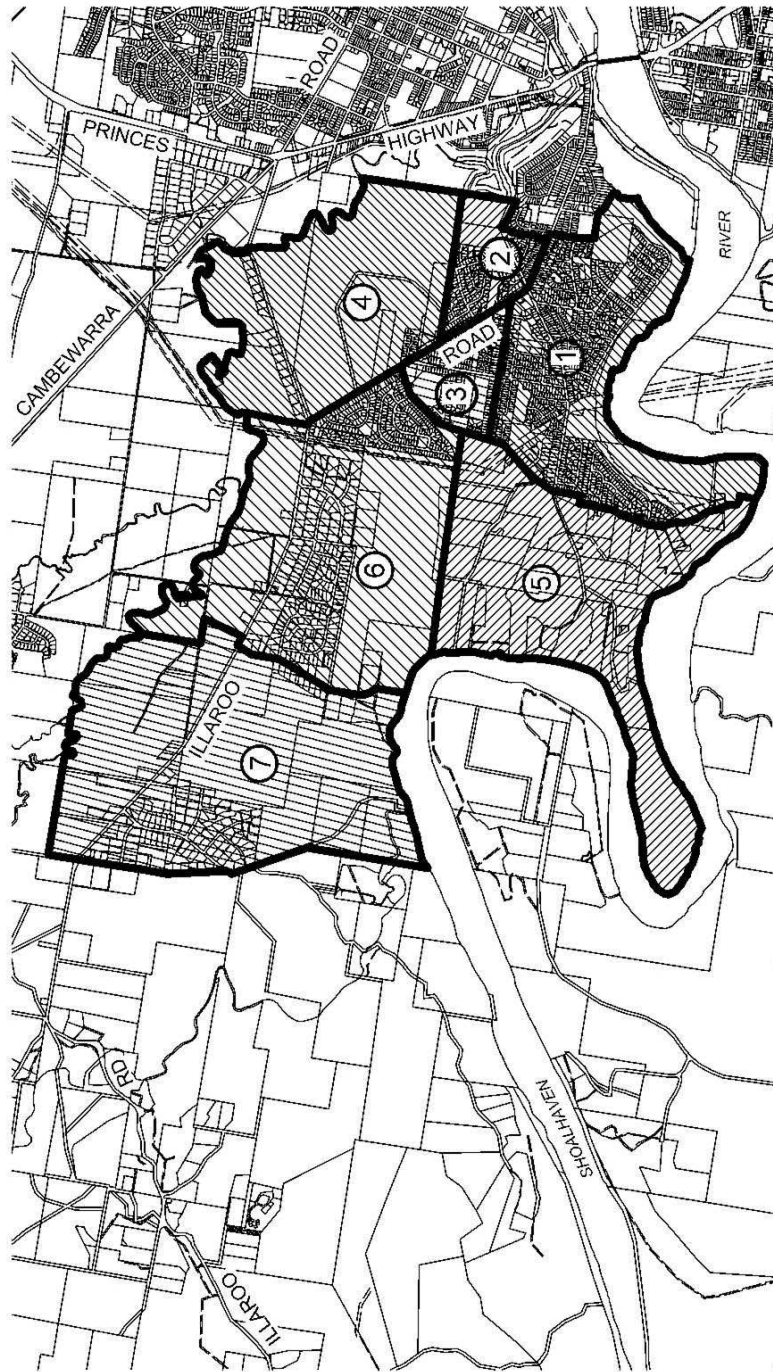 PRINCES
HIGHWAY
ROAD
CAMBEWARRA
4
2
ROAD
3
1
6
5
ILLAROO
7
RIVER
SHOALHAVEN
RD
ILLAROO